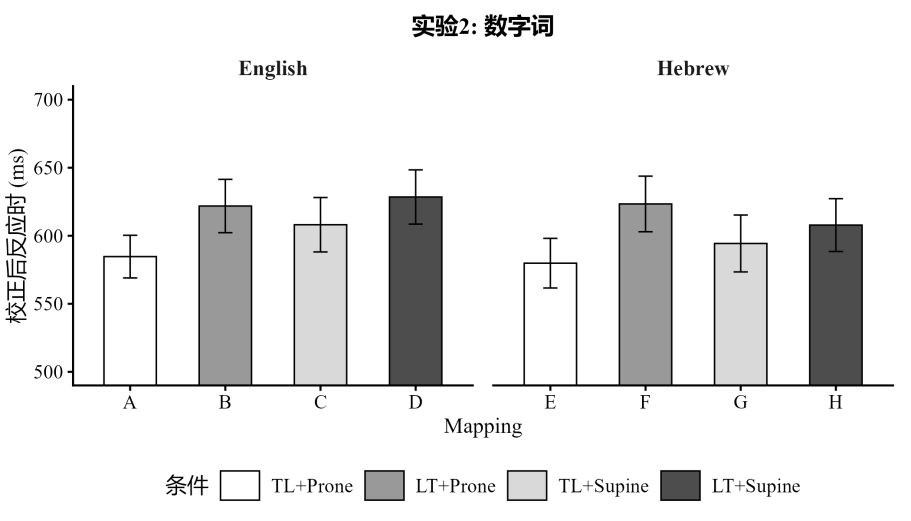 实验2: 数字词
English
Hebrew
校正后反应时 (ms)
700
650
600
550
500
A B C D E F G H
Mapping
条件 TL+Prone LT+Prone TL+Supine LT+Supine